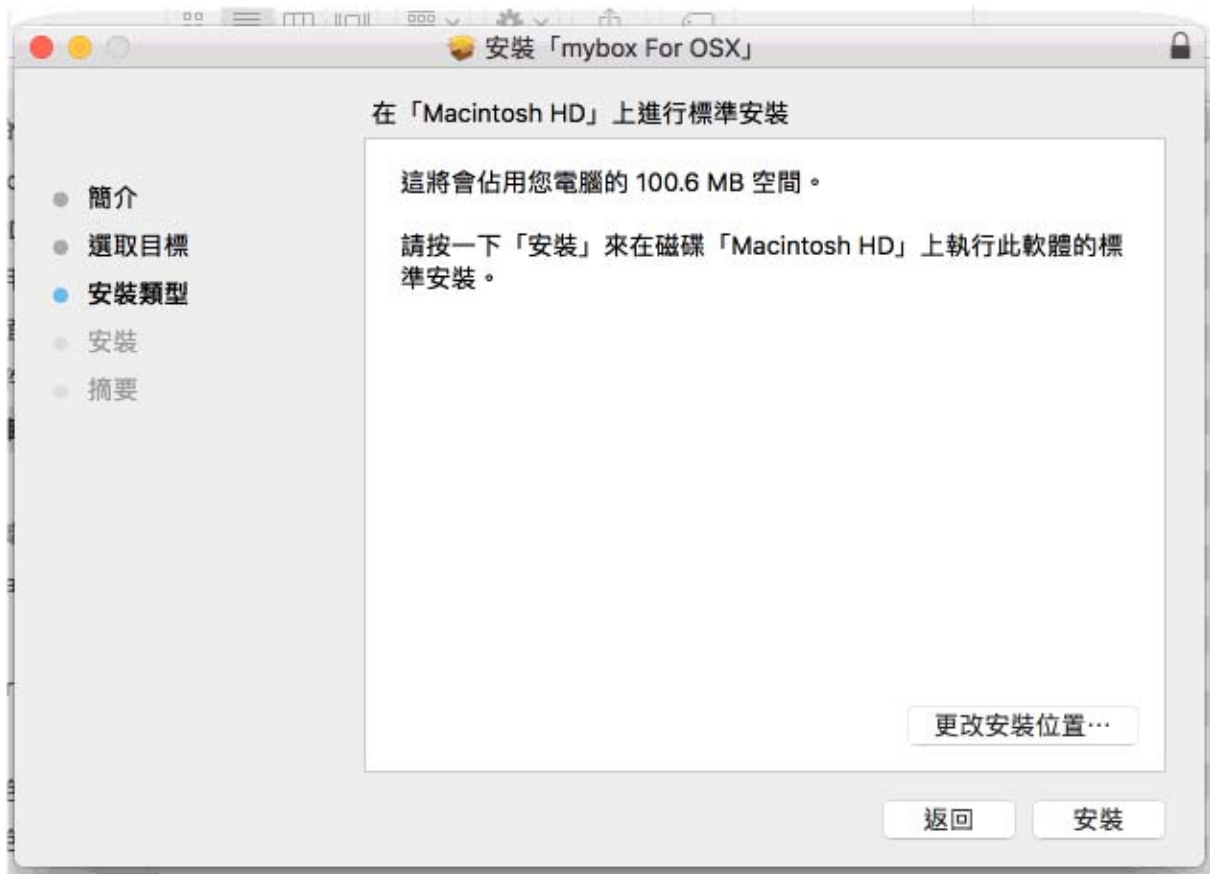 安裝「mybox For OSX」
在「Macintosh HD」上進行標準安裝
簡介
選取目標
安裝類型
安裝
摘要
這將會佔用您電腦的 100.6 MB 空間。
請按一下「安裝」來在磁碟「Macintosh HD」上執行此軟體的標
準安裝。
更改安裝位置⋯
返回
安裝